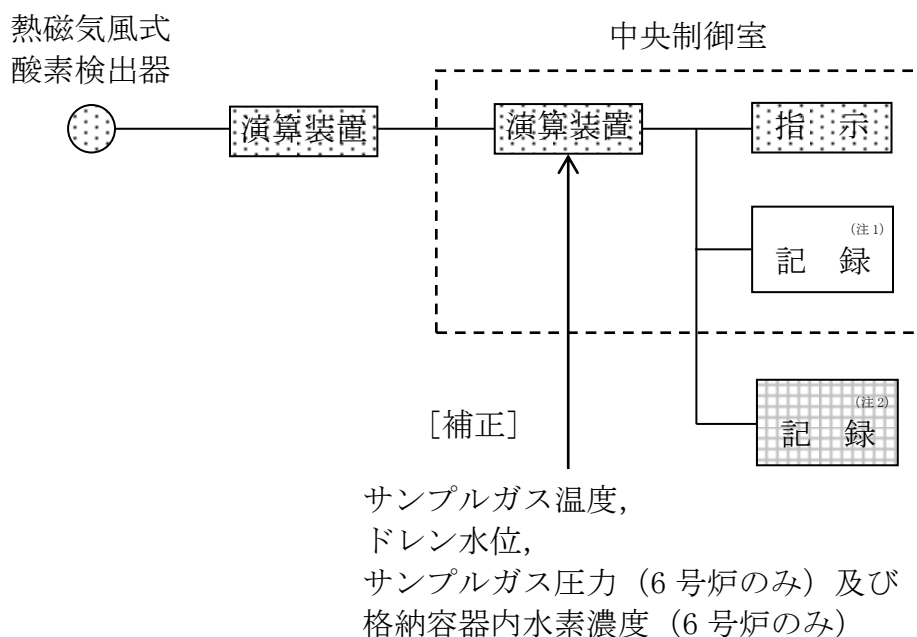 熱磁気風式
酸素検出器
中央制御室
演算装置
演算装置
指 示
(注1)
記 録
(注2)
記 録
［補正］
サンプルガス温度，
ドレン水位，
サンプルガス圧力（6 号炉のみ）及び
格納容器内水素濃度（6 号炉のみ）